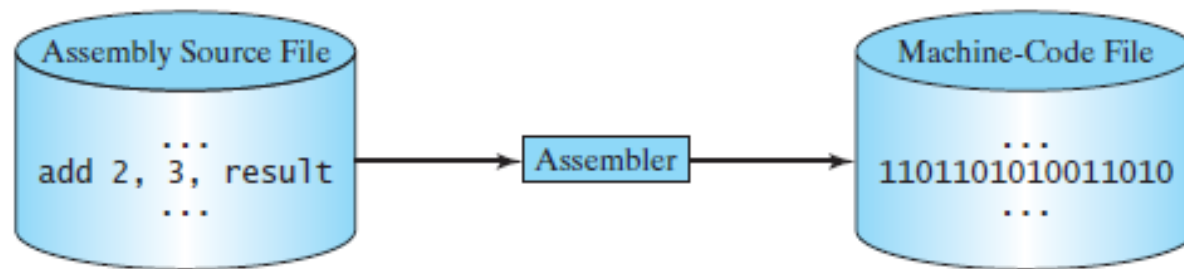 Assembly Source File
...
add 2, 3, result
...
Assembler
Machine-Code File
...
1101101010011010
...